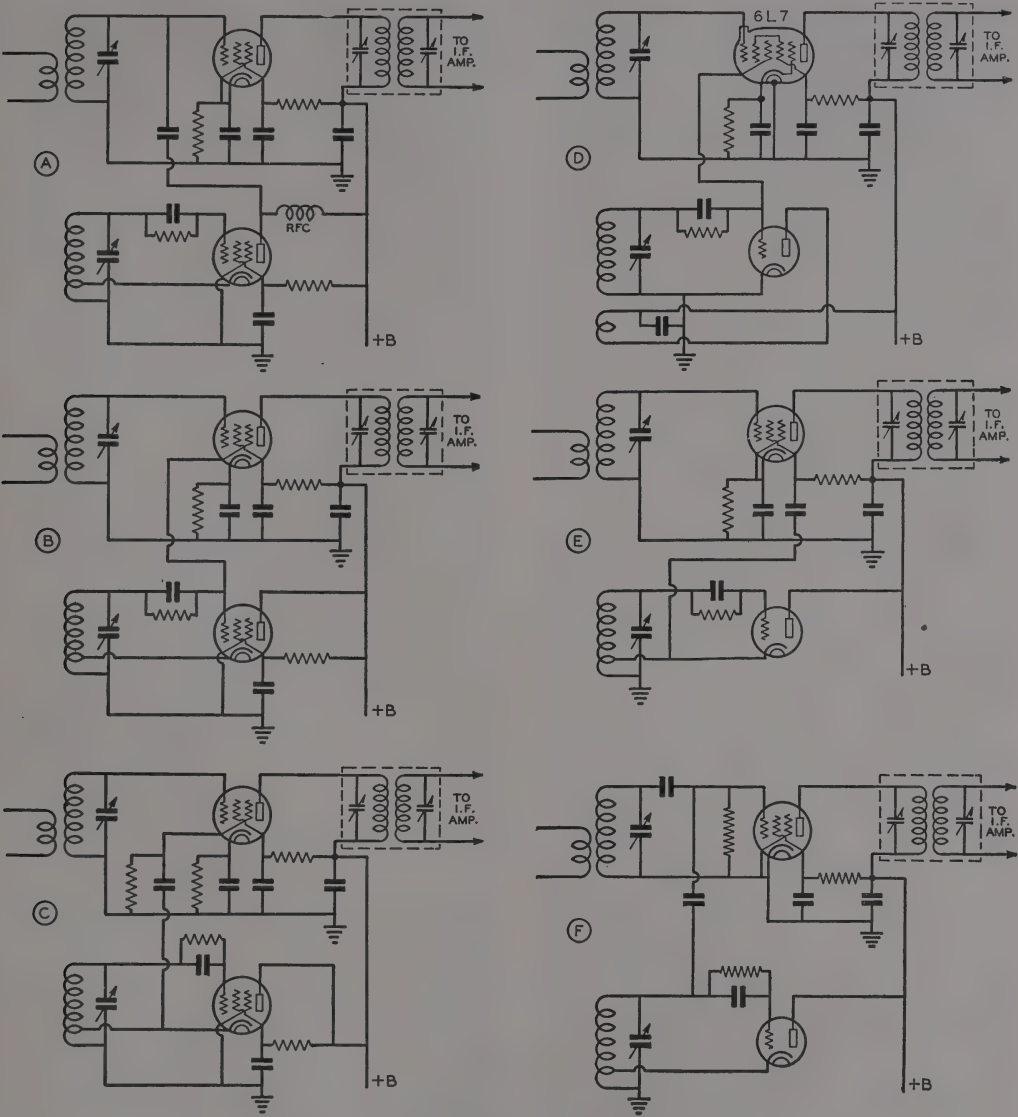 TO
I.F.
AMP.
A
RFC
+B
6L7
TO
I.F.
AMP.
D
+B
TO
I.F.
AMP.
B
+B
TO
I.F.
AMP.
E
+B
TO
I.F.
AMP.
C
+B
TO
I.F.
AMP.
F
+B